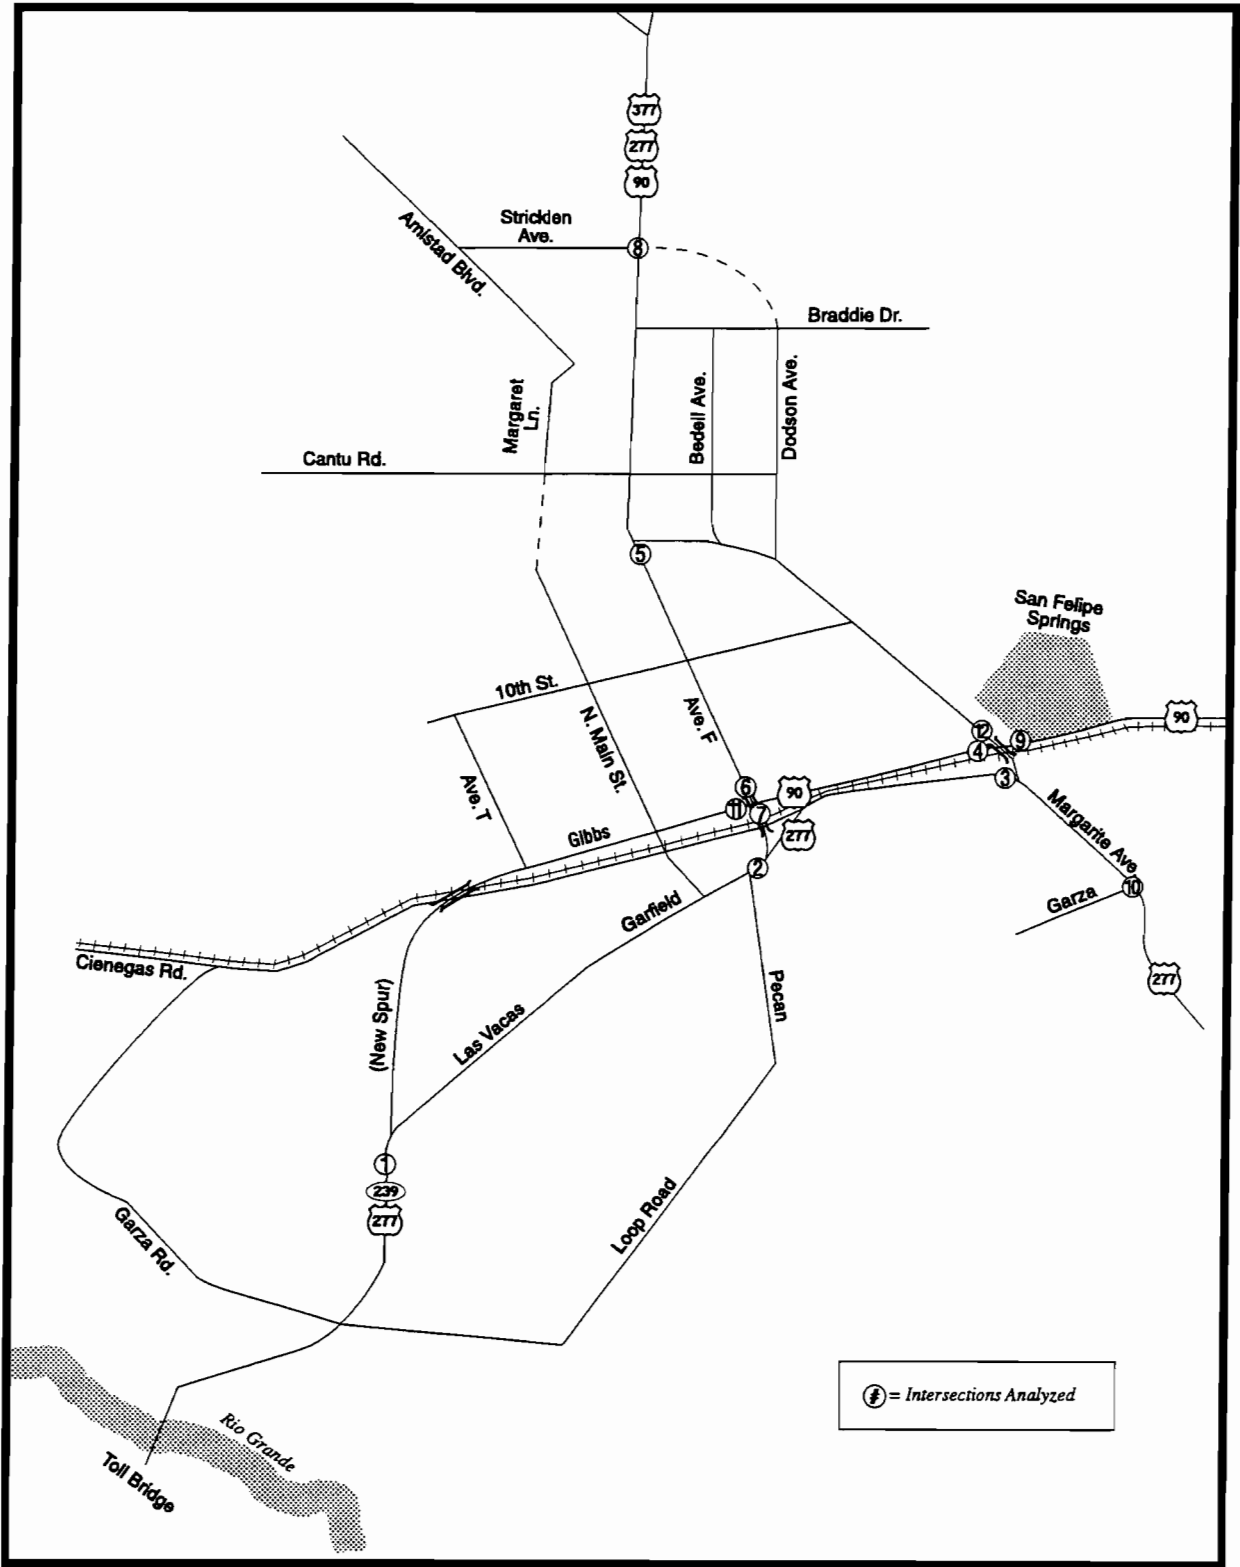 377
277
90
Stricklen
Ave.
8
Amistad Blvd.
Braddie Dr.
Margaret
Ln.
Bedell Ave.
Dodson Ave.
Cantu Rd.
5
San Felipe
Springs
10th St.
N. Main St.
Ave. F
12
9
90
4
3
Ave. T
6
90
11
7
277
Gibbs
Margarite Ave
2
10
Garza
Garfield
Cienegas Rd.
277
Pecan
(New Spur)
Las Vacas
1
239
277
Loop Road
Garza Rd.
# = Intersections Analyzed
Rio Grande
Toll Bridge